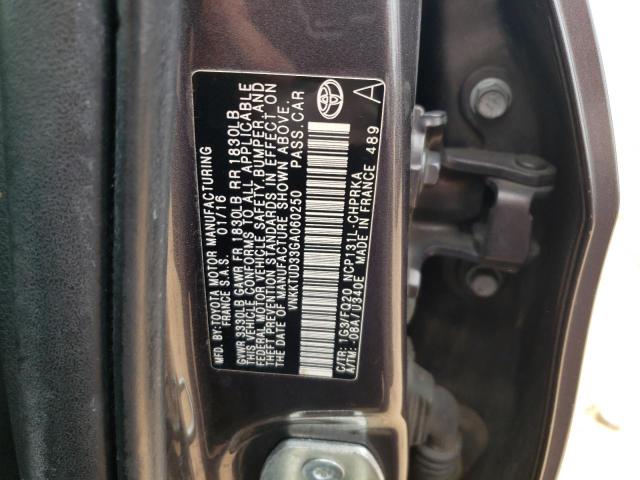 MFD. BY:TOYOTA MOTOR MANUFACTURING
FRANCE S.A.S. 07/16
GVWR 3330LB GAWR FR 1830LB RR 1830LB
THIS VEHICLE CONFORMS TO ALL APPLICABLE
FEDERAL MOTOR VEHICLE SAFETY, BUMPER, AND
THEFT PREVENTION STANDARDS IN EFFECT ON
THE DATE OF MANUFACTURE SHOWN ABOVE.
VNKKTUD33GA060250 PASS. CAR
C/TR: 1G3/FQ20 NCP131L-CHPRKA
A/TM: -08A/U340E MADE IN FRANCE 489
A